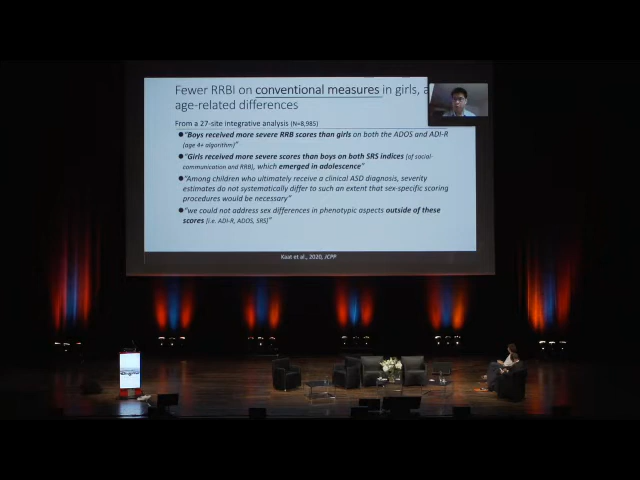 Fewer RRBI on conventional measures in girls, a
age-related differences
From a 27-site integrative analysis (N=8,985)
●"Boys received more severe RRB scores than girls on both the ADOS and ADI-R
(age 4+ algorithm)"
●"Girls received more severe scores than boys on both SRS indices [of social-
communication and RRB), which emerged in adolescence"
●"Among children who ultimately receive a clinical ASD diagnosis, severity
estimates do not systematically differ to such an extent that sex-specific scoring
procedures would be necessary"
●"we could not address sex differences in phenotypic aspects outside of these
scores [i.e. ADI-R, ADOS, SRS]"
Kaat et al., 2020, JCPP